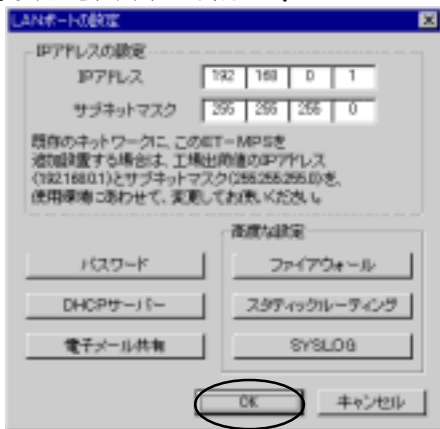 LANポートの設定
IPアドレスの設定
IPアドレス 192 168 0 1
サブネットマスク 255 255 255 0
既存のネットワークに、このET-MPSを
追加設置する場合は、工場出荷値のIPアドレス
(192.168.0.1)とサブネットマスク(255.255.255.0)を、
使用環境にあわせて、変更してお使いください。
高度な設定
パスワード
ファイアウォール
DHCPサーバー
スタティックルーティング
電子メール共有
SYSLOG
OK
キャンセル